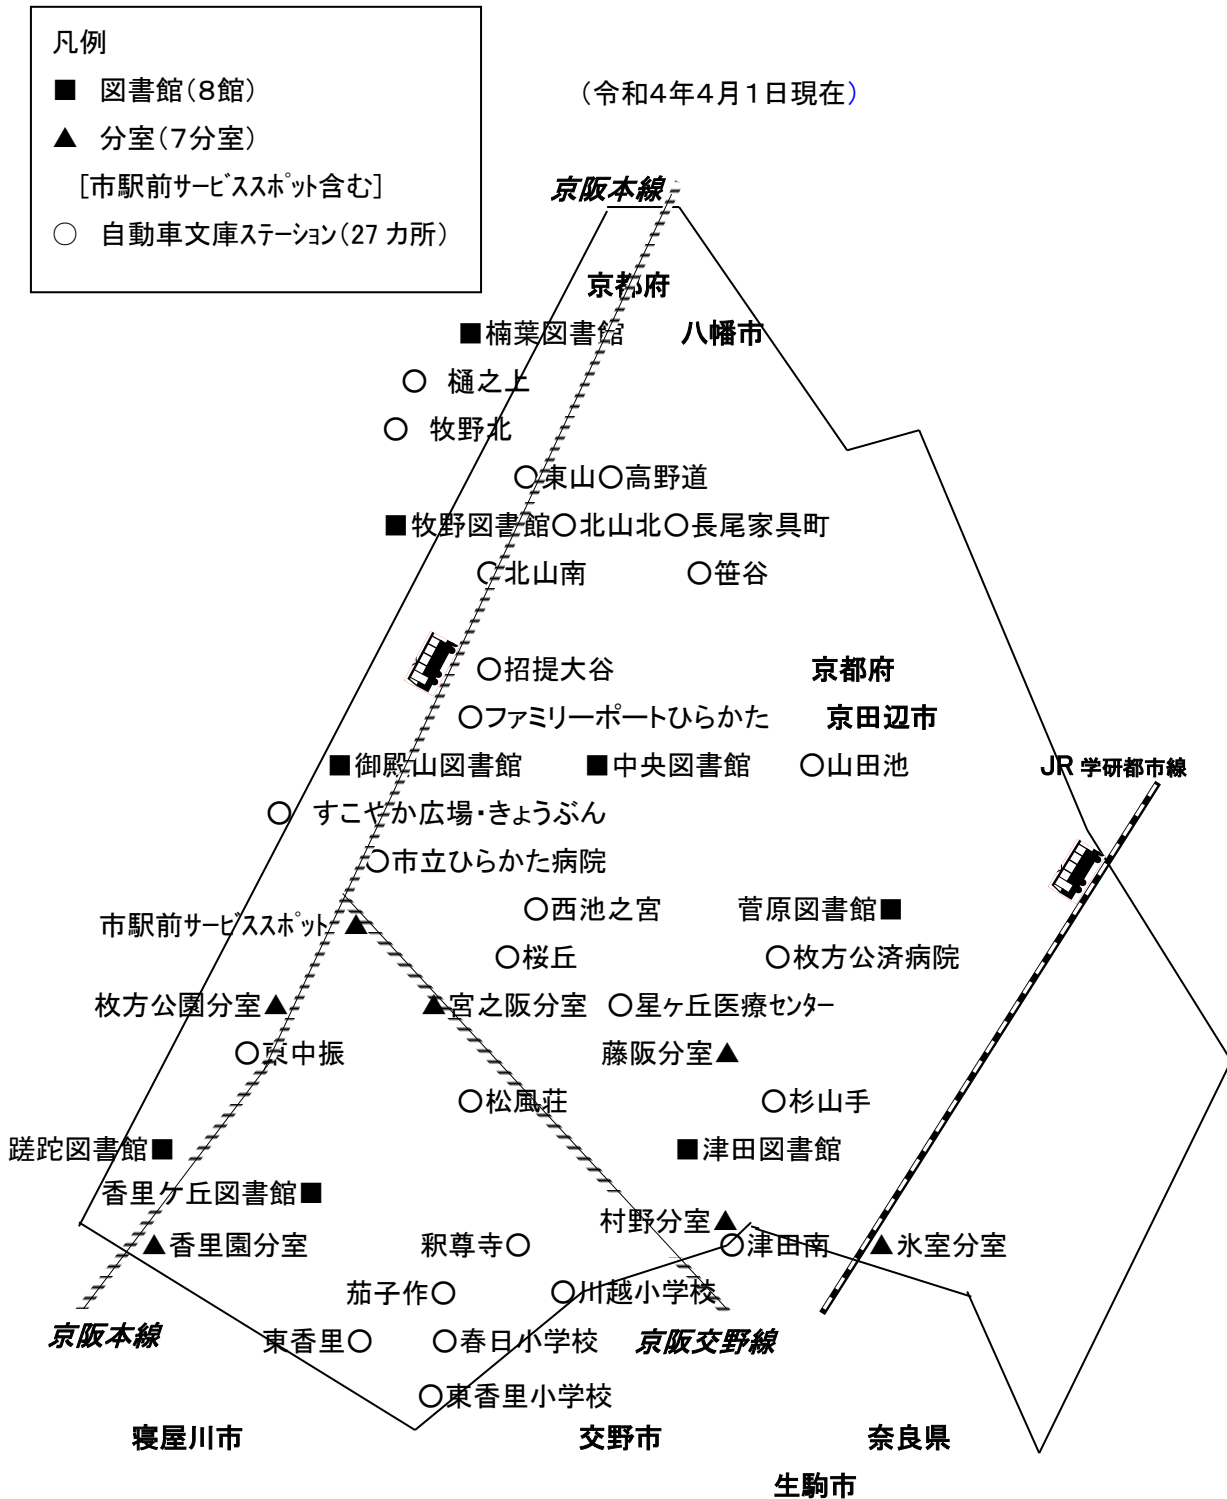 凡例
■ 図書館（８館）
（令和４年４月１日現在）
▲ 分室（７分室）
［市駅前ｻｰﾋﾞｽｽﾎﾟｯﾄ含む］
○ 自動車文庫ｽﾃｰｼｮﾝ（27 カ所）
京阪本線
京都府
■楠葉図書館 八幡市
○ 樋之上
○ 牧野北
○東山○高野道
■牧野図書館○北山北○長尾家具町
○北山南 ○笹谷
○招提大谷 京都府
○ファミリーポートひらかた 京田辺市
■御殿山図書館 ■中央図書館 ○山田池 JR 学研都市線
○ すこやか広場・きょうぶん
○市立ひらかた病院
市駅前ｻｰﾋﾞｽｽﾎﾟｯﾄ▲ ○西池之宮 菅原図書館■
○桜丘 ○枚方公済病院
枚方公園分室▲ ▲宮之阪分室 ○星ヶ丘医療ｾﾝﾀｰ
○東中振 藤阪分室▲
○松風荘 ○杉山手
蹉跎図書館■ ■津田図書館
香里ケ丘図書館■
村野分室▲
▲香里園分室 釈尊寺○ ○津田南 ▲氷室分室
茄子作○ ○川越小学校
京阪本線 東香里○ ○春日小学校 京阪交野線
○東香里小学校
寝屋川市 交野市 奈良県
生駒市